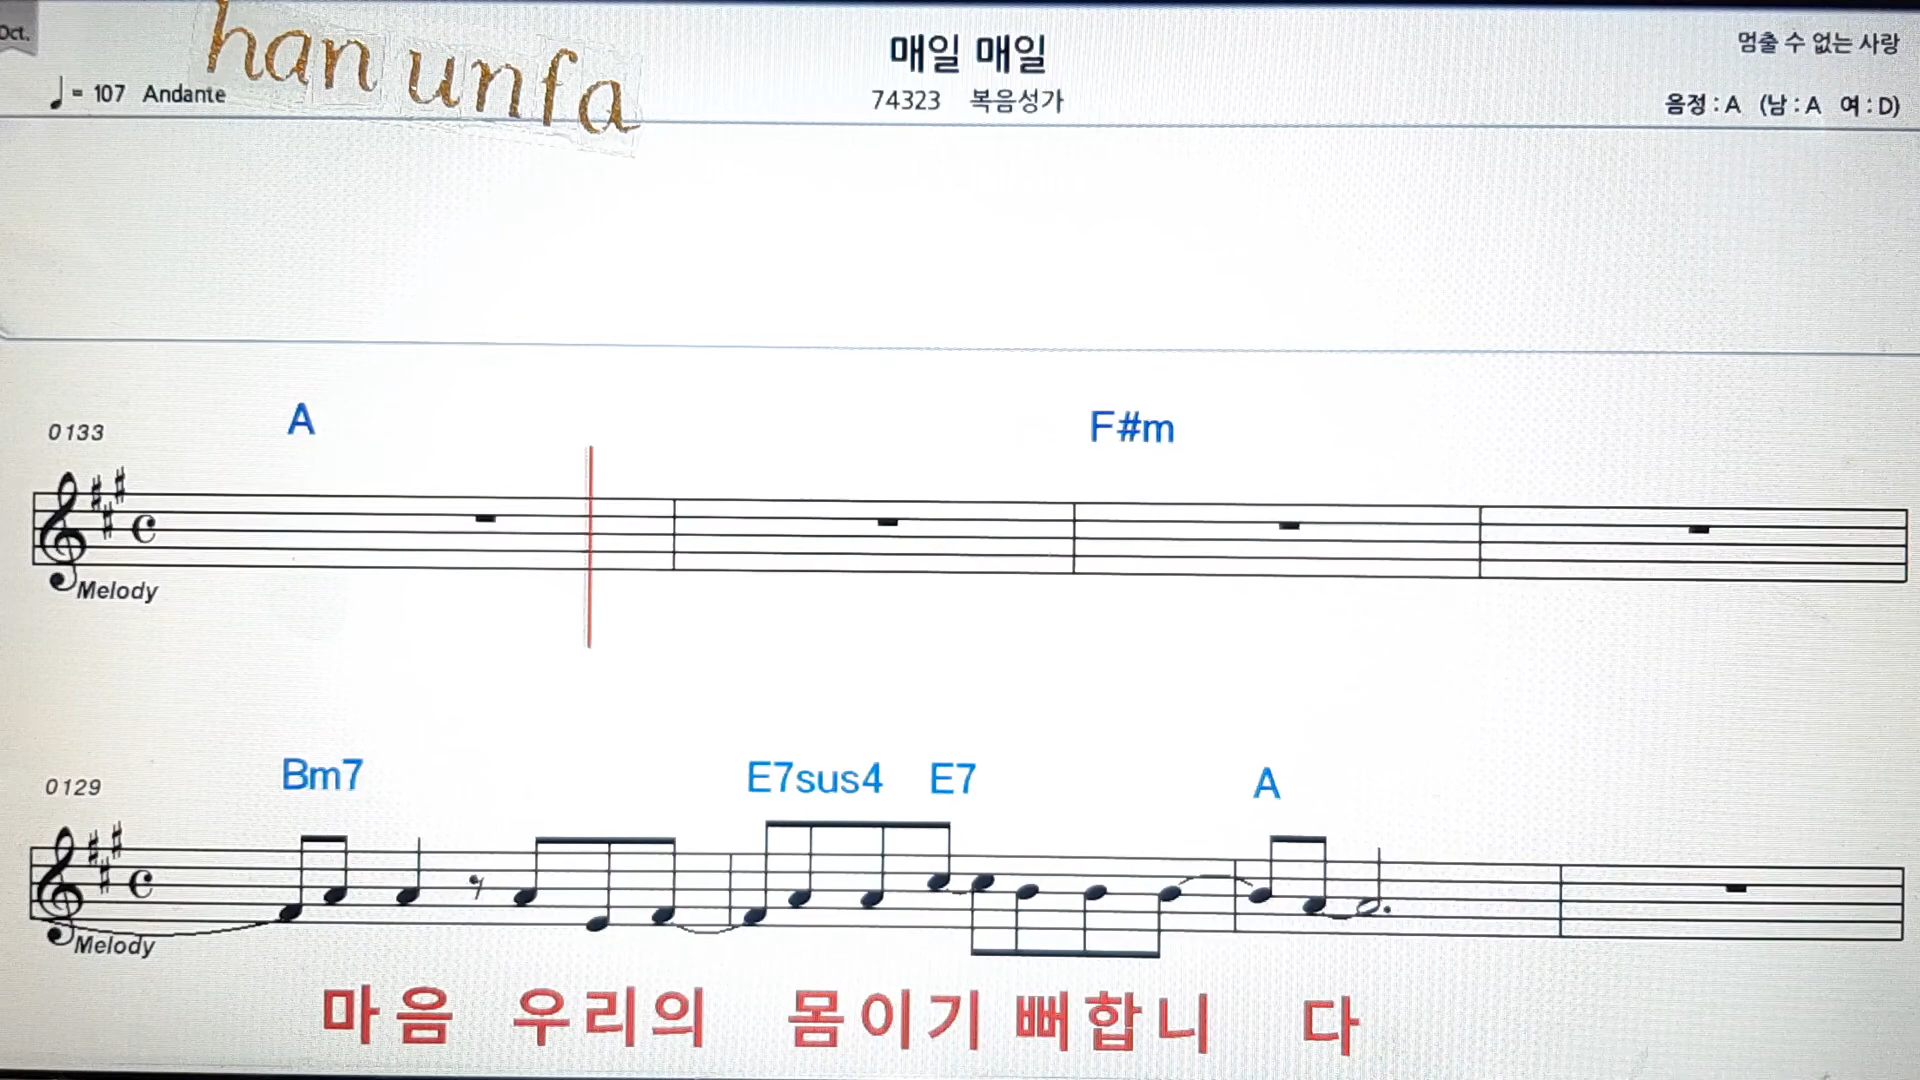 Oct.
han unfa
매일 매일
멈출 수 없는 사랑
♩= 107 Andante
74323 복음성가
음정 : A (남 : A 여 : D)
A F#m
0133
Melody
Bm7 E7sus4 E7 A
0129
Melody
마음 우리의 몸이기 뻐합니 다